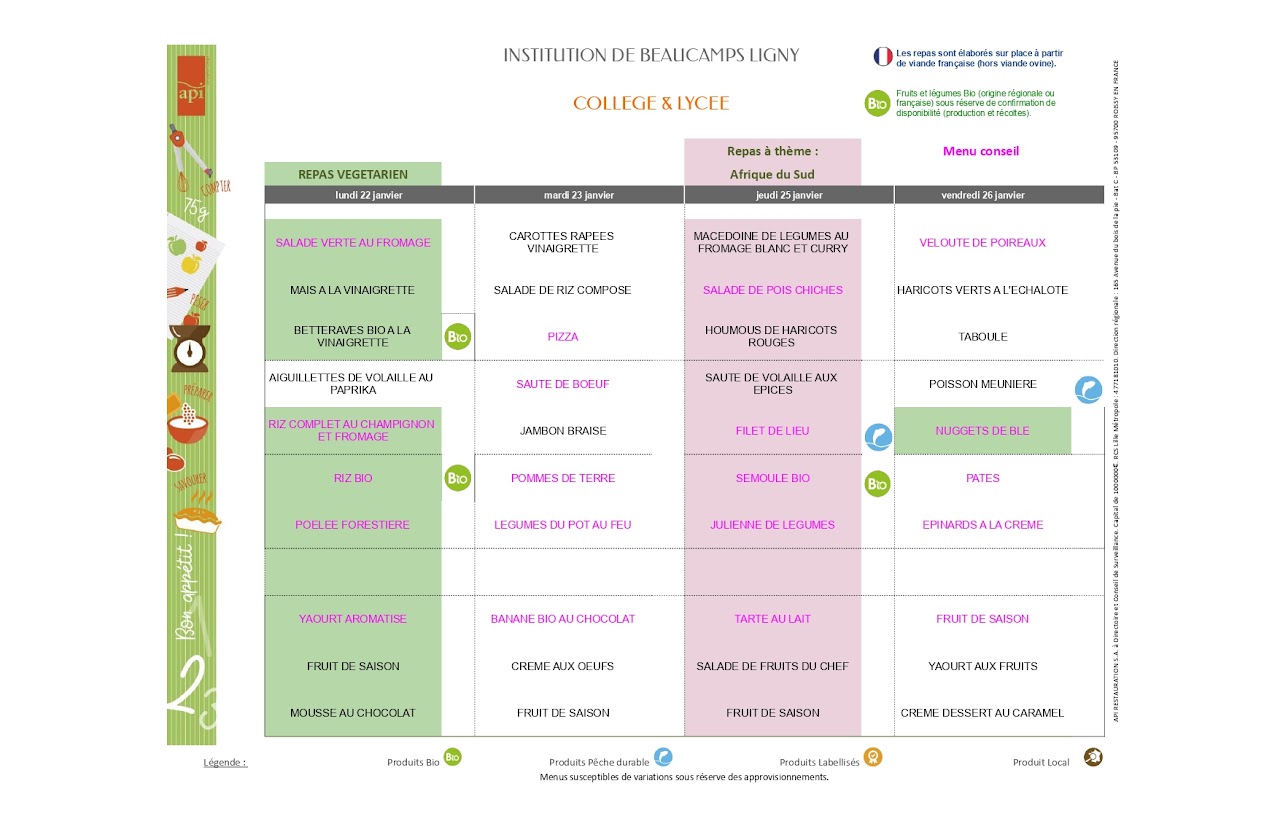 INSTITUTION DE BEAUCAMPS LIGNY
Les repas sont élaborés sur place à partir
de viande française (hors viande ovine).
api
COLLEGE & LYCEE
Bio
Fruits et légumes Bio (origine régionale ou
française) sous réserve de confirmation de
disponibilité (production et récoltes).
Repas à thème :
Menu conseil
REPAS VEGETARIEN
Afrique du Sud
lundi 22 janvier
mardi 23 janvier
jeudi 25 janvier
vendredi 26 janvier
SALADE VERTE AU FROMAGE
CAROTTES RAPEES
VINAIGRETTE
MACEDOINE DE LEGUMES AU
FROMAGE BLANC ET CURRY
VELOUTE DE POIREAUX
MAIS A LA VINAIGRETTE
SALADE DE RIZ COMPOSE
SALADE DE POIS CHICHES
HARICOTS VERTS A L'ECHALOTE
BETTERAVES BIO A LA
VINAIGRETTE
Bio
PIZZA
HOUMOUS DE HARICOTS
ROUGES
TABOULE
AIGUILLETTES DE VOLAILLE AU
PAPRIKA
SAUTE DE BOEUF
SAUTE DE VOLAILLE AUX
EPICES
POISSON MEUNIERE
RIZ COMPLET AU CHAMPIGNON
ET FROMAGE
JAMBON BRAISE
FILET DE LIEU
NUGGETS DE BLE
RIZ BIO
Bio
POMMES DE TERRE
SEMOULE BIO
Bio
PATES
POELEE FORESTIERE
LEGUMES DU POT AU FEU
JULIENNE DE LEGUMES
EPINARDS A LA CREME
YAOURT AROMATISE
BANANE BIO AU CHOCOLAT
TARTE AU LAIT
FRUIT DE SAISON
FRUIT DE SAISON
CREME AUX OEUFS
SALADE DE FRUITS DU CHEF
YAOURT AUX FRUITS
MOUSSE AU CHOCOLAT
FRUIT DE SAISON
FRUIT DE SAISON
CREME DESSERT AU CARAMEL
COMPTER
75g
PESER
PRÉPARER
SAVOURER
Bon appétit !
2
3
API RESTAURATION S.A. à Directoire et Conseil de Surveillance. Capital de 1000000€. RCS Lille Métropole : 477181010. Direction régionale : 165 Avenue du bois de la pie - Bat C - BP 53109 - 95700 ROISSY EN FRANCE
Légende :
Produits Bio
Bio
Produits Pêche durable
Produits Labellisés
Produit Local
Menus susceptibles de variations sous réserve des approvisionnements.